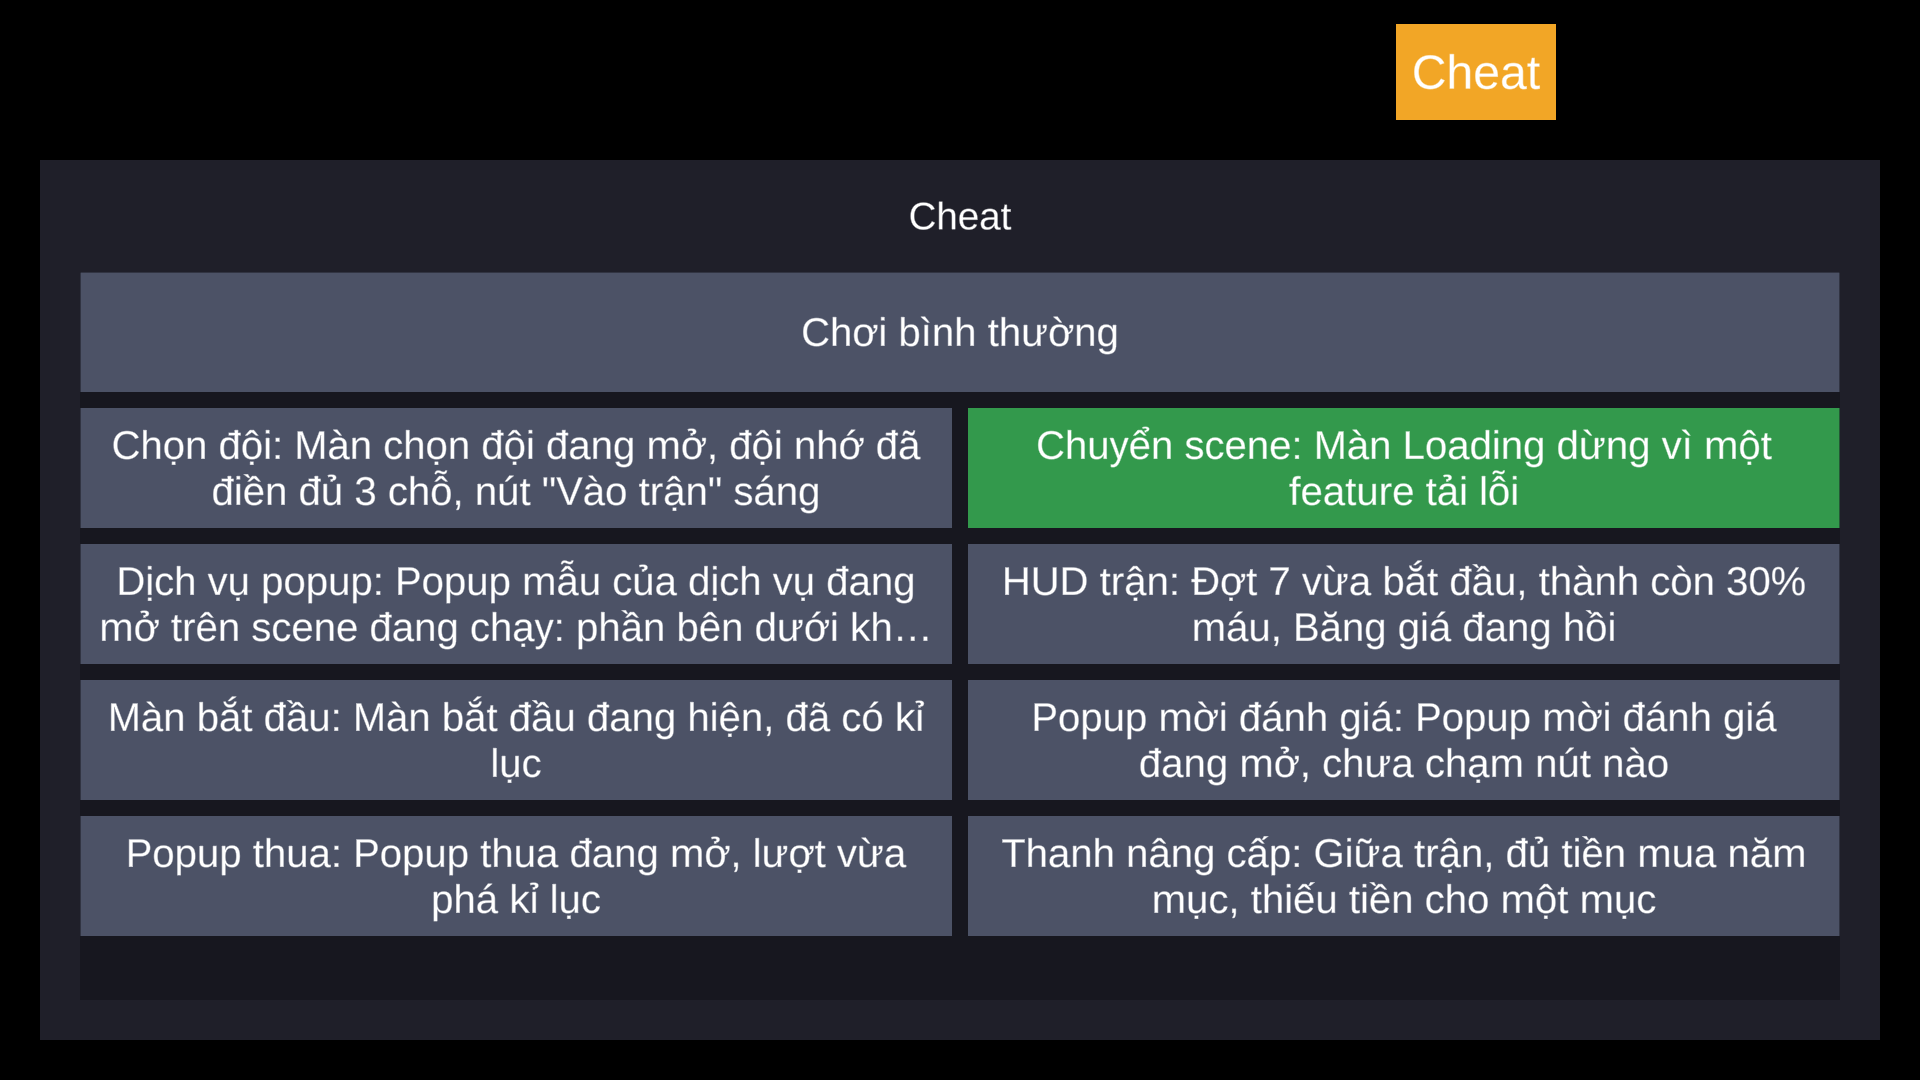 Cheat
Cheat
Chơi bình thường
Chọn đội: Màn chọn đội đang mở, đội nhớ đã
điền đủ 3 chỗ, nút "Vào trận" sáng
Chuyển scene: Màn Loading dừng vì một
feature tải lỗi
Dịch vụ popup: Popup mẫu của dịch vụ đang
mở trên scene đang chạy: phần bên dưới kh…
HUD trận: Đợt 7 vừa bắt đầu, thành còn 30%
máu, Băng giá đang hồi
Màn bắt đầu: Màn bắt đầu đang hiện, đã có kỉ
lục
Popup mời đánh giá: Popup mời đánh giá
đang mở, chưa chạm nút nào
Popup thua: Popup thua đang mở, lượt vừa
phá kỉ lục
Thanh nâng cấp: Giữa trận, đủ tiền mua năm
mục, thiếu tiền cho một mục